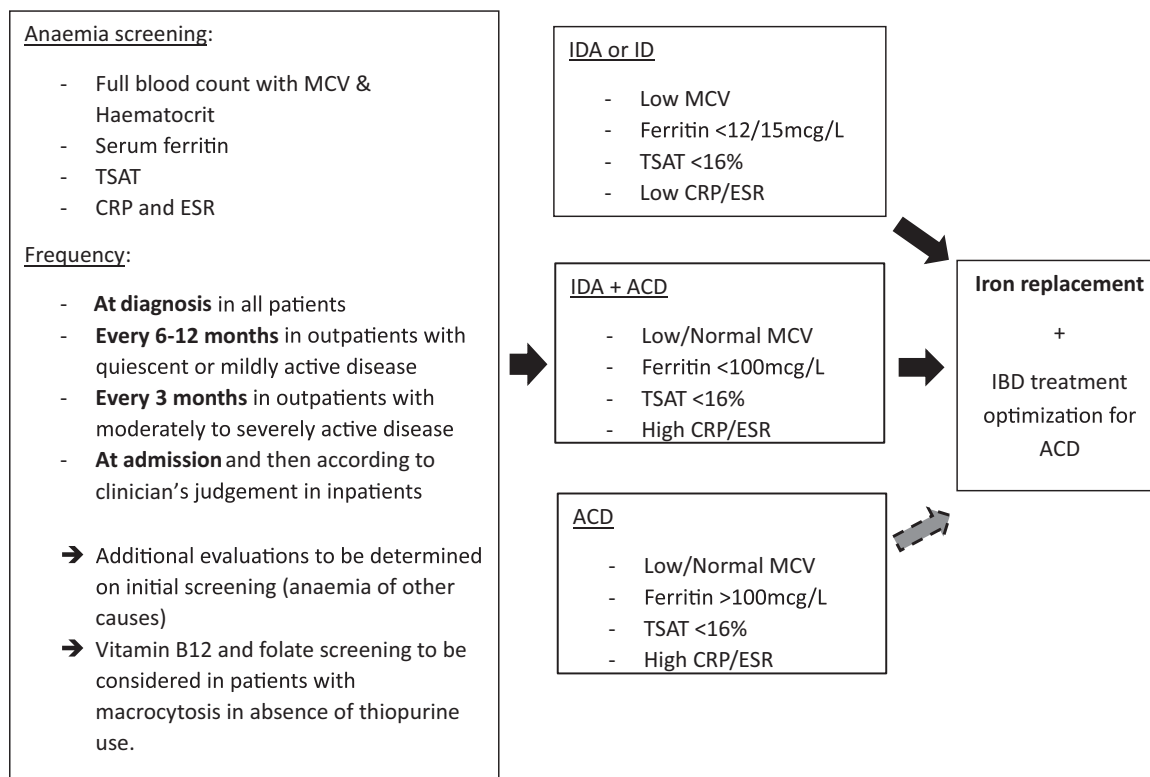 Anaemia screening:
- Full blood count with MCV &
Haematocrit
- Serum ferritin
- TSAT
- CRP and ESR
Frequency:
- At diagnosis in all patients
- Every 6-12 months in outpatients with
quiescent or mildly active disease
- Every 3 months in outpatients with
moderately to severely active disease
- At admission and then according to
clinician's judgement in inpatients
➔ Additional evaluations to be determined
on initial screening (anaemia of other
causes)
➔ Vitamin B12 and folate screening to be
considered in patients with
macrocytosis in absence of thiopurine
use.
IDA or ID
- Low MCV
- Ferritin <12/15mcg/L
- TSAT <16%
- Low CRP/ESR
IDA + ACD
- Low/Normal MCV
- Ferritin <100mcg/L
- TSAT <16%
- High CRP/ESR
ACD
- Low/Normal MCV
- Ferritin >100mcg/L
- TSAT <16%
- High CRP/ESR
Iron replacement
+
IBD treatment
optimization for
ACD